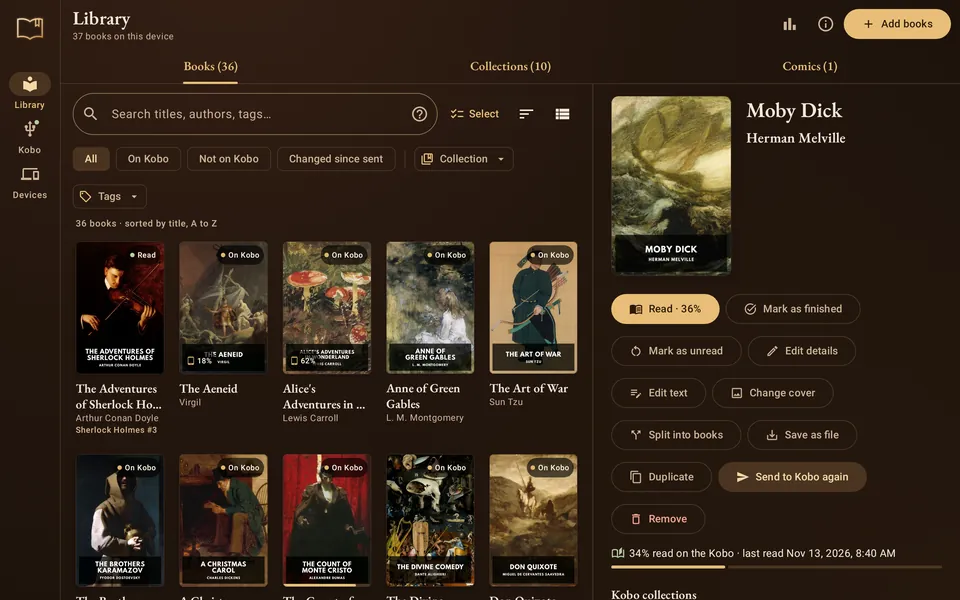 Library
37 books on this device
Add books
Library
Kobo
Devices
Books (36)
Collections (10)
Comics (1)
Search titles, authors, tags...
Select
All
On Kobo
Not on Kobo
Changed since sent
Collection
Tags
36 books · sorted by title, A to Z
Read
THE ADVENTURES OF
SHERLOCK HOLMES
ARTHUR CONAN DOYLE
The Adventures
of Sherlock Ho...
Arthur Conan Doyle
Sherlock Holmes #3
On Kobo
THE AENEID
VIRGIL
18%
The Aeneid
Virgil
On Kobo
62%
Alice's
Adventures in ...
Lewis Carroll
On Kobo
ANNE OF
GREEN GABLES
L. M. MONTGOMERY
Anne of Green
Gables
L. M. Montgomery
On Kobo
THE ART OF WAR
SUN TZU
The Art of War
Sun Tzu
On Kobo
THE BROTHERS
KARAMAZOV
FYODOR DOSTOEVSKY
On Kobo
A CHRISTMAS
CAROL
CHARLES DICKENS
On Kobo
THE COUNT OF
MONTE CRISTO
ALEXANDRE DUMAS
On Kobo
THE DIVINE COMEDY
DANTE ALIGHIERI
On Kobo
DON QUIXOTE
MIGUEL DE CERVANTES SAAVEDRA
MOBY DICK
HERMAN MELVILLE
Moby Dick
Herman Melville
Read · 36%
Mark as finished
Mark as unread
Edit details
Edit text
Change cover
Split into books
Save as file
Duplicate
Send to Kobo again
Remove
34% read on the Kobo · last read Nov 13, 2026, 8:40 AM
Kobo collections